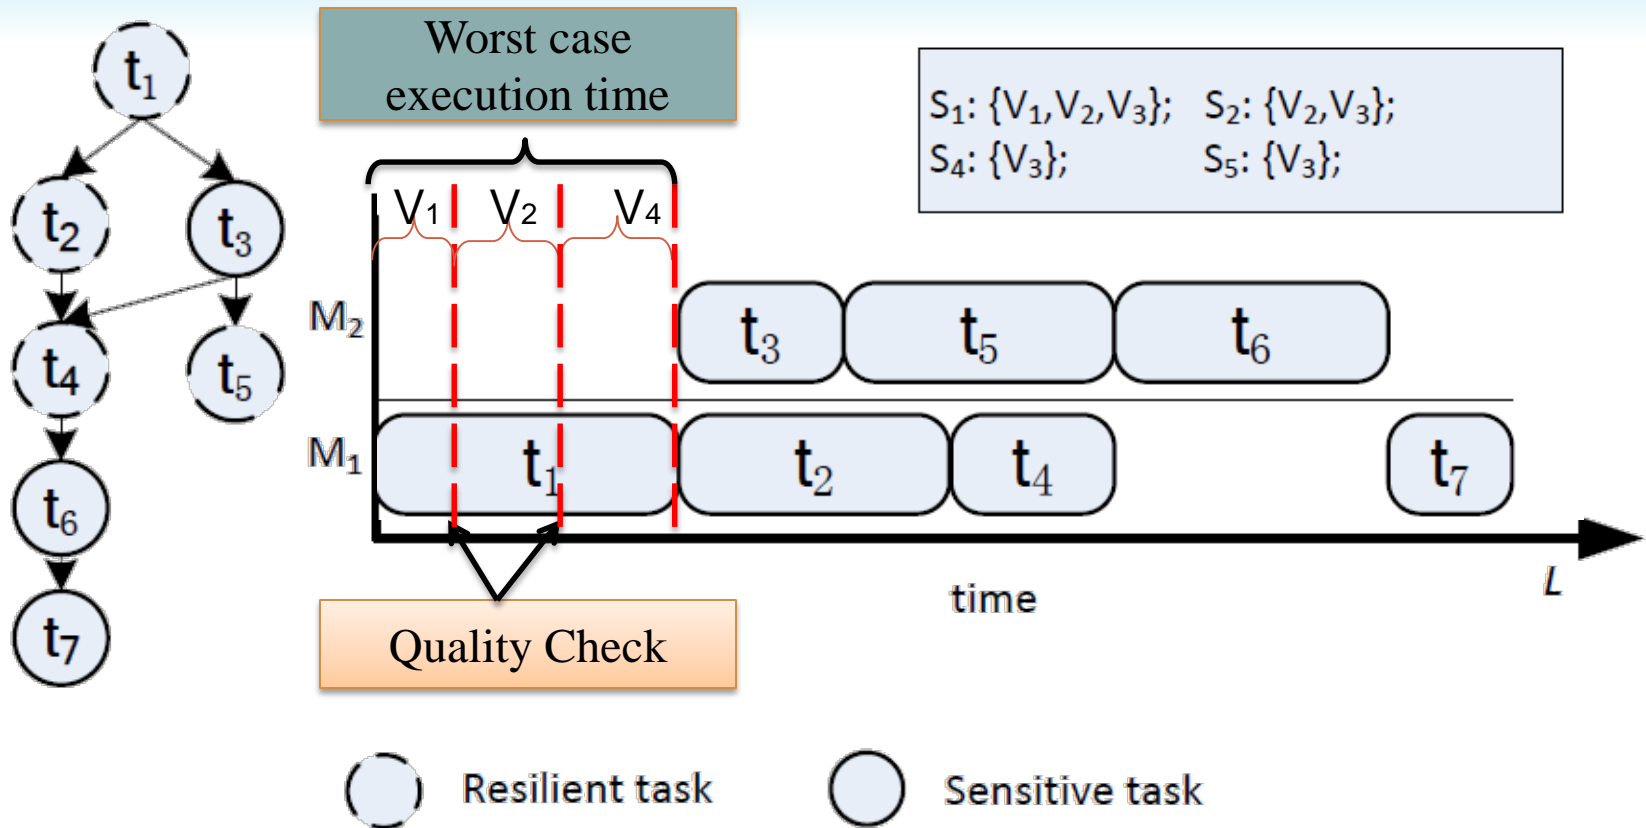 Worst case
execution time
S₁: {V₁,V₂,V₃}; S₂: {V₂,V₃};
S₄: {V₃}; S₅: {V₃};
t₁
t₂
t₃
t₄
t₅
t₆
t₇
V₁ V₂ V₄
M₂
t₃ t₅ t₆
M₁
t₁ t₂ t₄ t₇
time
L
Quality Check
Resilient task
Sensitive task